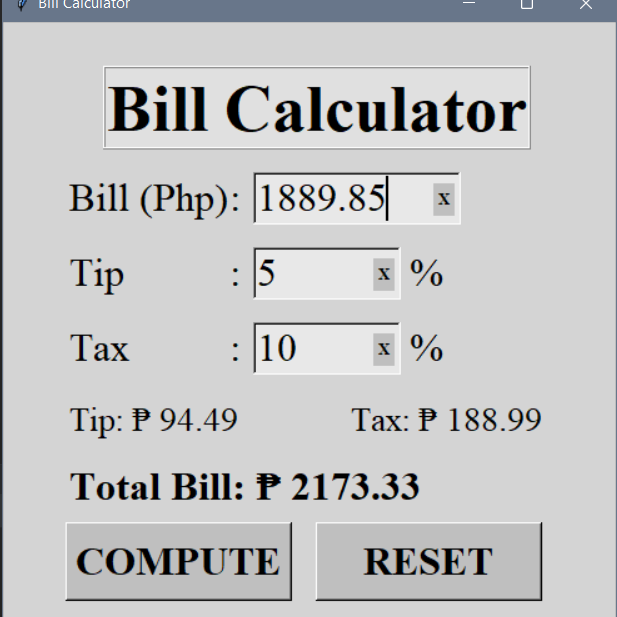 Bill Calculator
Bill Calculator
Bill (Php): 1889.85 x
Tip : 5 x %
Tax : 10 x %
Tip: ₱ 94.49 Tax: ₱ 188.99
Total Bill: ₱ 2173.33
COMPUTE RESET